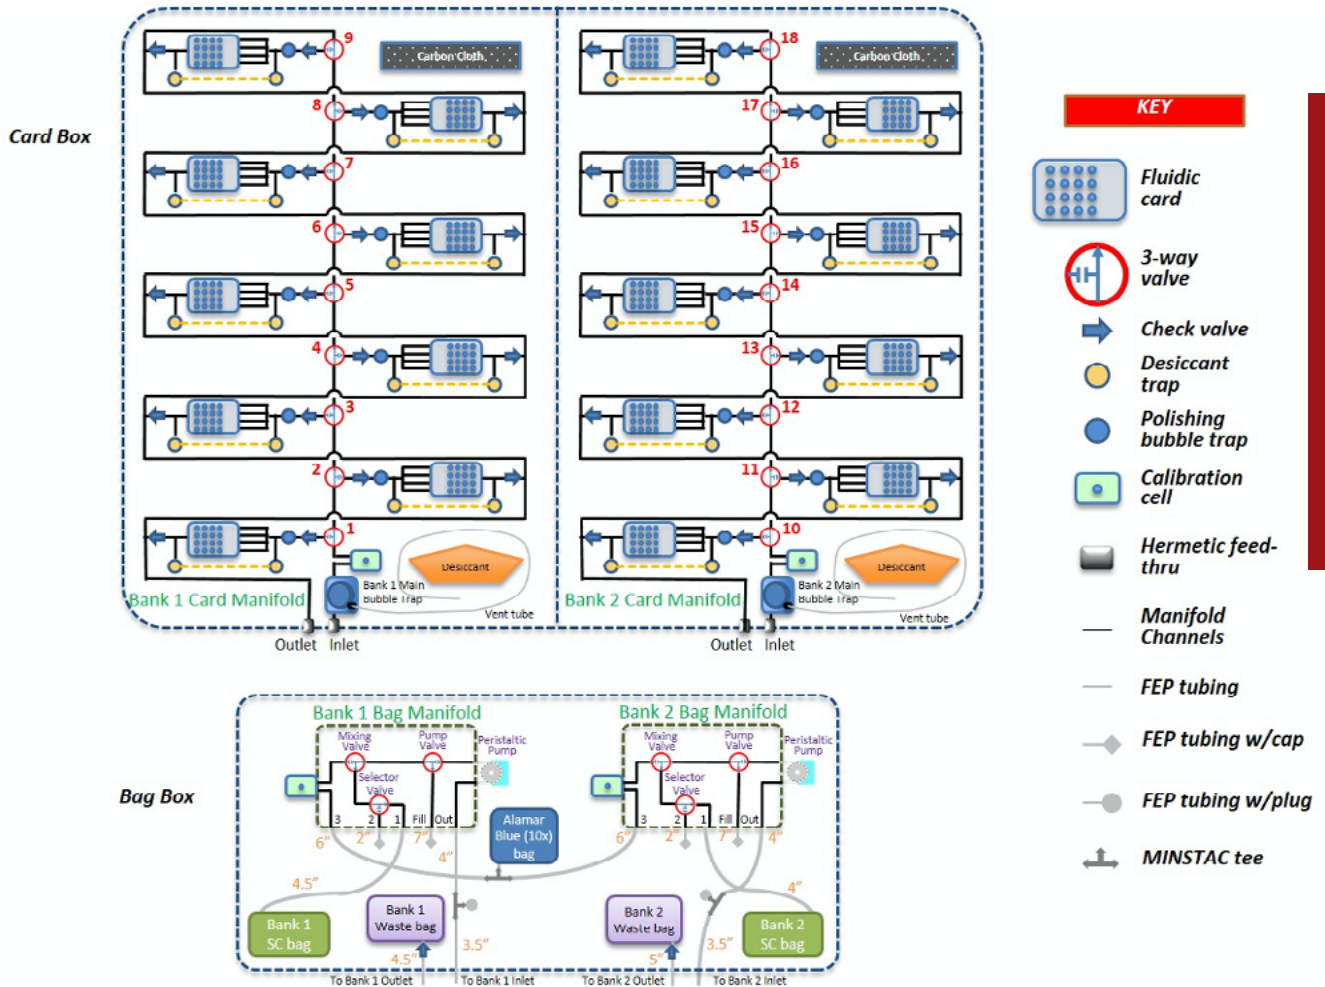 Card Box
9
Carbon Cloth
8
7
6
5
4
3
2
1
Desiccant
Bank 1 Main
Bubble Trap
Bank 1 Card Manifold
Vent tube
Outlet
Inlet
18
Carbon Cloth
17
16
15
14
13
12
11
10
Desiccant
Bank 2 Main
Bubble Trap
Bank 2 Card Manifold
Vent tube
Outlet
Inlet
KEY
Fluidic
card
3-way
valve
Check valve
Desiccant
trap
Polishing
bubble trap
Calibration
cell
Hermetic feed-
thru
Manifold
Channels
FEP tubing
FEP tubing w/cap
FEP tubing w/plug
MINSTAC tee
Bag Box
Bank 1 Bag Manifold
Mixing
Valve
Pump
Valve
Peristaltic
Pump
Selector
Valve
3
2
1
Fill
Out
6"
2"
7"
4"
4.5"
Alamar
Blue (10x)
bag
Bank 1
SC bag
Bank 1
Waste bag
4.5"
3.5"
To Bank 1 Outlet
To Bank 1 Inlet
Bank 2 Bag Manifold
Mixing
Valve
Pump
Valve
Peristaltic
Pump
Selector
Valve
3
2
1
Fill
Out
6"
2"
7"
4"
4"
Bank 2
Waste bag
Bank 2
SC bag
5"
3.5"
To Bank 2 Outlet
To Bank 2 Inlet